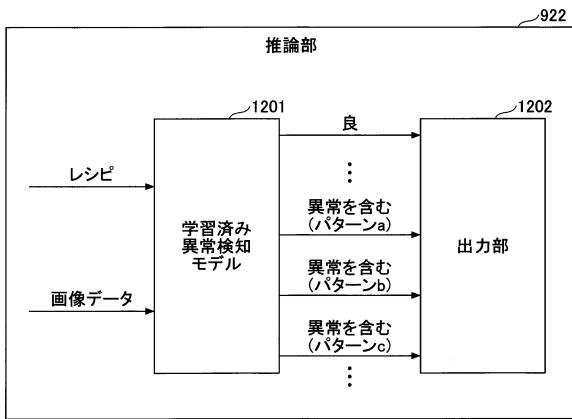 922
推論部
1201
1202
良
⋮
レシピ
異常を含む
(パターンa)
学習済み
異常検知
モデル
出力部
異常を含む
(パターンb)
画像データ
異常を含む
(パターンc)
⋮